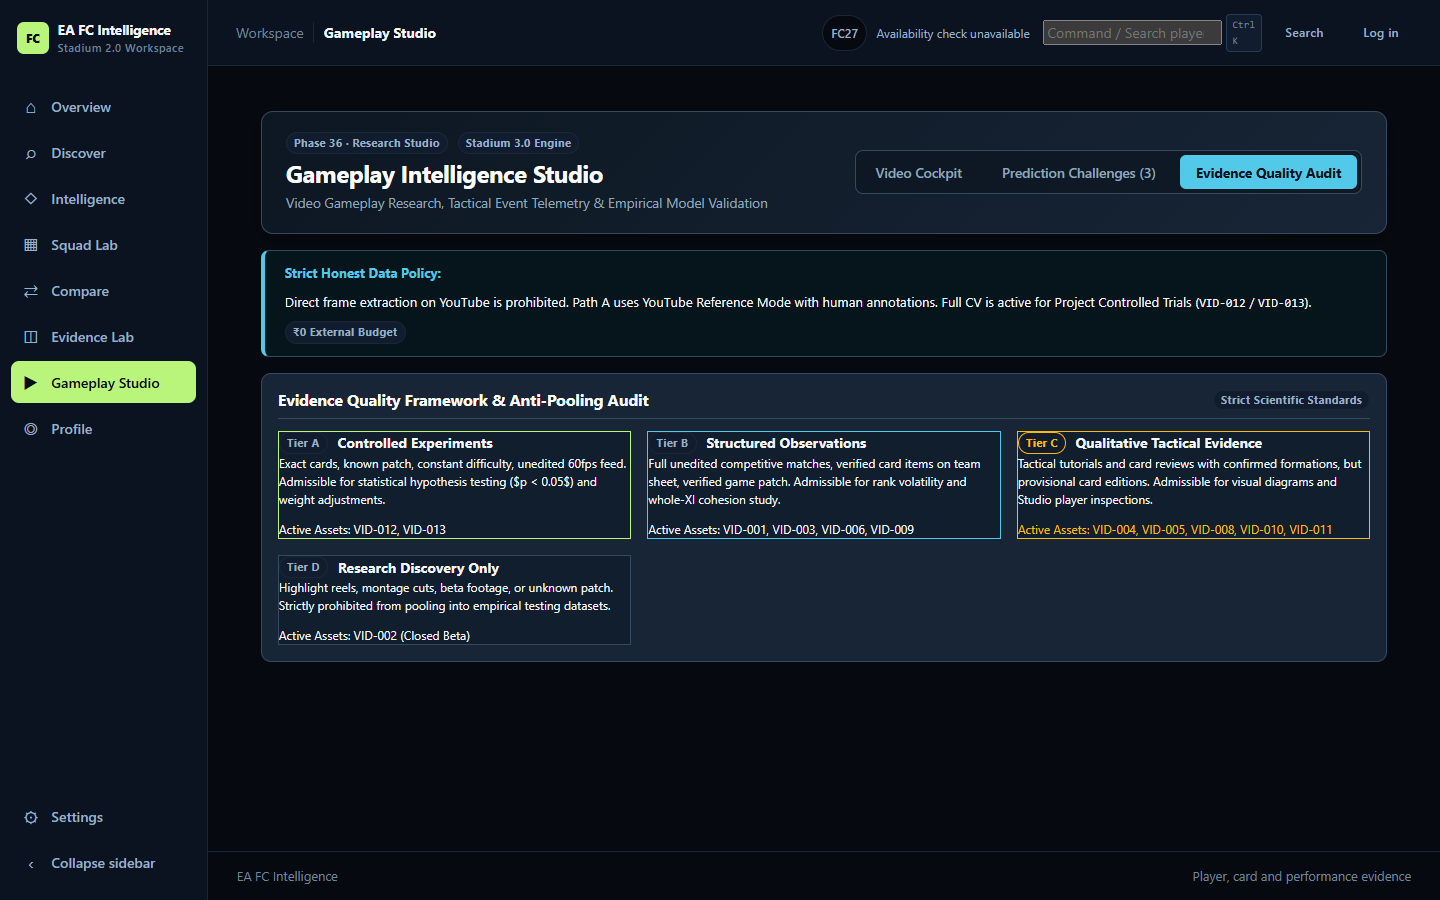 FC
EA FC Intelligence
Stadium 2.0 Workspace
Overview
Discover
Intelligence
Squad Lab
Compare
Evidence Lab
Gameplay Studio
Profile
Settings
Collapse sidebar
Workspace
Gameplay Studio
FC27
Availability check unavailable
Command / Search playe
Ctrl
K
Search
Log in
Phase 36 · Research Studio
Stadium 3.0 Engine
Gameplay Intelligence Studio
Video Gameplay Research, Tactical Event Telemetry & Empirical Model Validation
Video Cockpit
Prediction Challenges (3)
Evidence Quality Audit
Strict Honest Data Policy:
Direct frame extraction on YouTube is prohibited. Path A uses YouTube Reference Mode with human annotations. Full CV is active for Project Controlled Trials (VID-012 / VID-013).
₹0 External Budget
Evidence Quality Framework & Anti-Pooling Audit
Strict Scientific Standards
Tier A Controlled Experiments
Exact cards, known patch, constant difficulty, unedited 60fps feed.
Admissible for statistical hypothesis testing ($p < 0.05$) and
weight adjustments.
Active Assets: VID-012, VID-013
Tier B Structured Observations
Full unedited competitive matches, verified card items on team
sheet, verified game patch. Admissible for rank volatility and
whole-XI cohesion study.
Active Assets: VID-001, VID-003, VID-006, VID-009
Tier C Qualitative Tactical Evidence
Tactical tutorials and card reviews with confirmed formations, but
provisional card editions. Admissible for visual diagrams and
Studio player inspections.
Active Assets: VID-004, VID-005, VID-008, VID-010, VID-011
Tier D Research Discovery Only
Highlight reels, montage cuts, beta footage, or unknown patch.
Strictly prohibited from pooling into empirical testing datasets.
Active Assets: VID-002 (Closed Beta)
EA FC Intelligence
Player, card and performance evidence